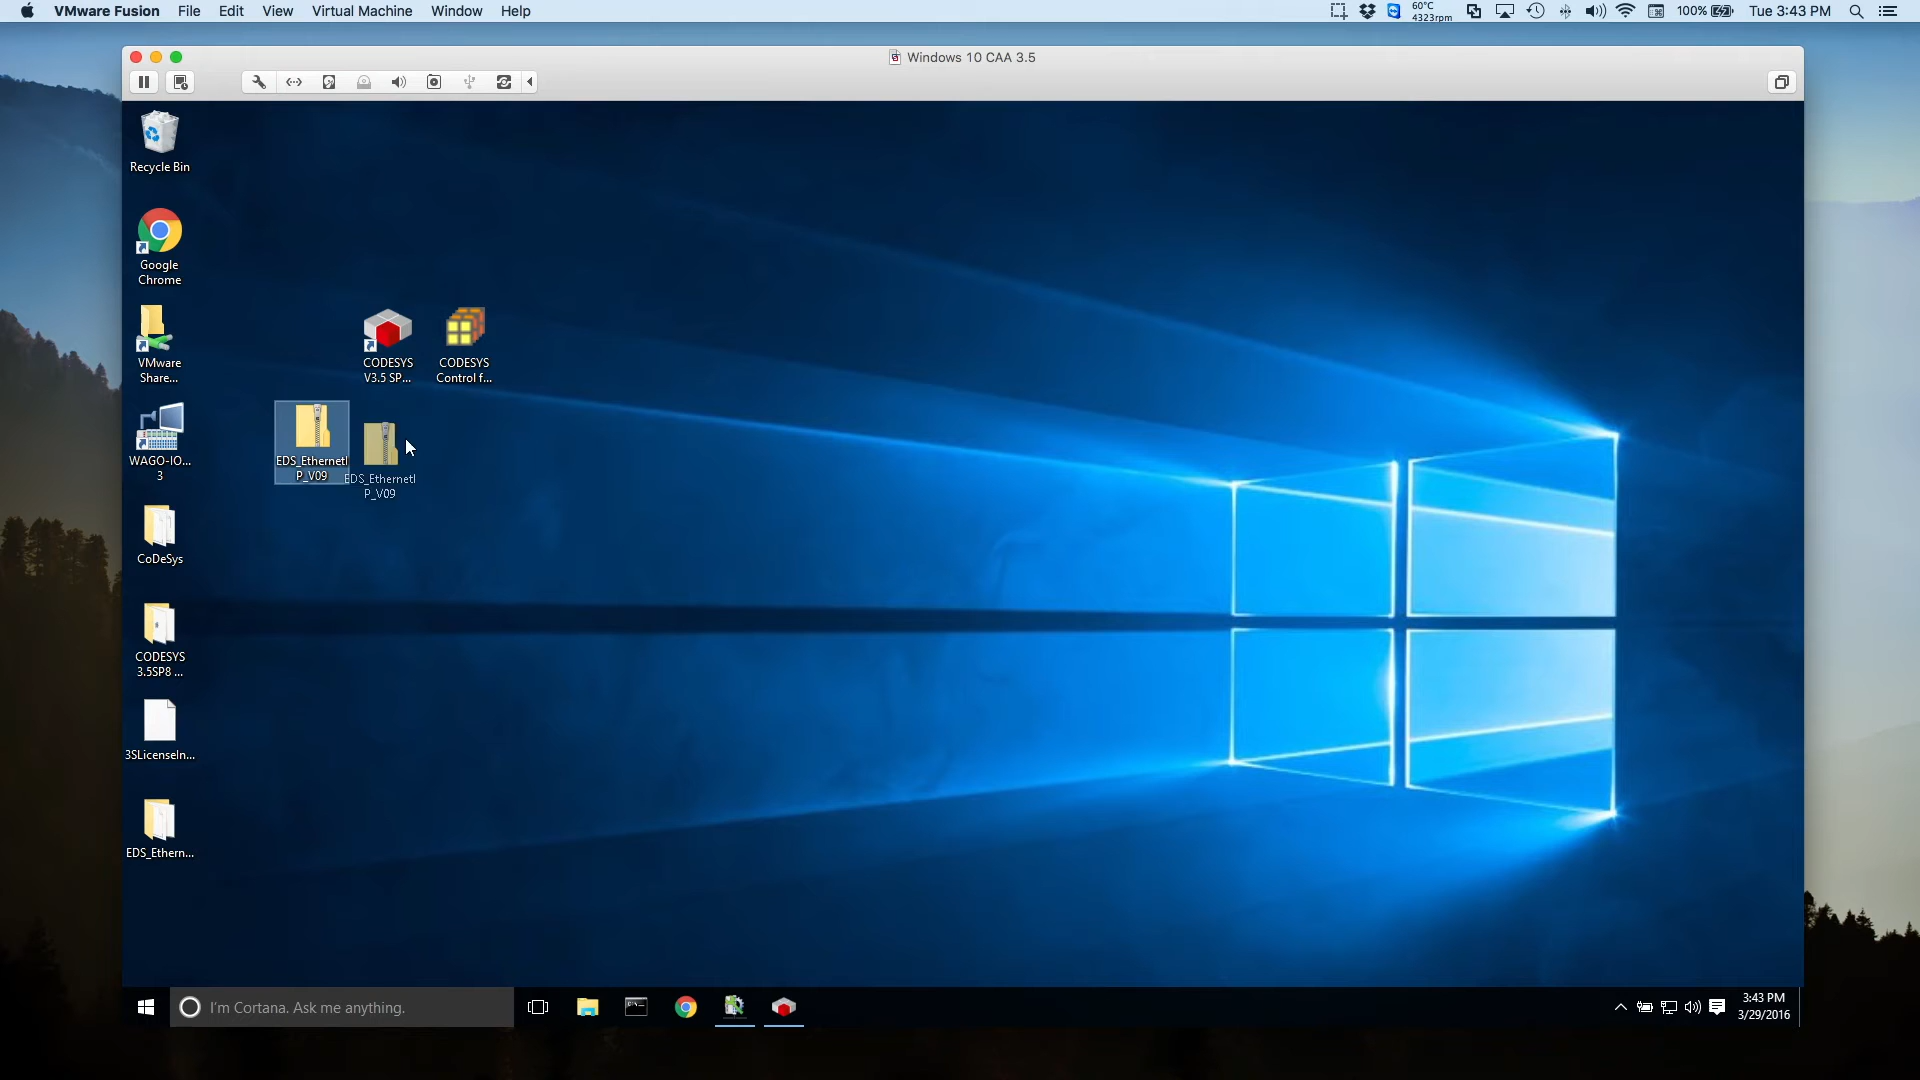 VMware Fusion File Edit View Virtual Machine Window Help
60°C
4323rpm
100%
Tue 3:43 PM
Windows 10 CAA 3.5
Recycle Bin
Google
Chrome
VMware
Share...
WAGO-IO...
3
CoDeSys
CODESYS
3.5SP8 ...
3SLicenseIn...
EDS_Ethern...
CODESYS
V3.5 SP...
CODESYS
Control f...
EDS_EthernetI
P_V09
EDS_EthernetI
P_V09
I'm Cortana. Ask me anything.
3:43 PM
3/29/2016